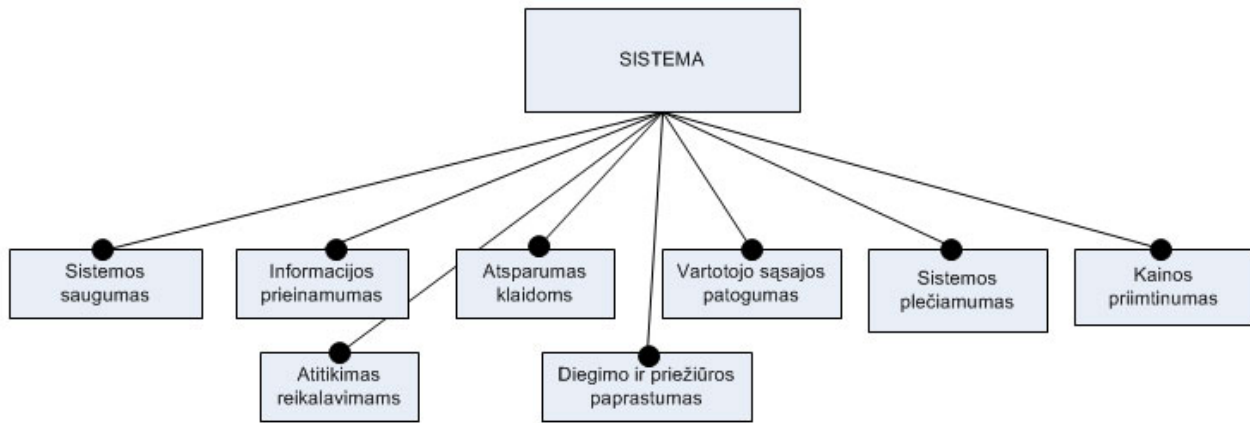 SISTEMA
Sistemos
saugumas
Informacijos
prieinamumas
Atsparumas
klaidoms
Vartotojo sąsajos
patogumas
Sistemos
plečiamumas
Kainos
priimtinumas
Atitikimas
reikalavimams
Diegimo ir priežiūros
paprastumas